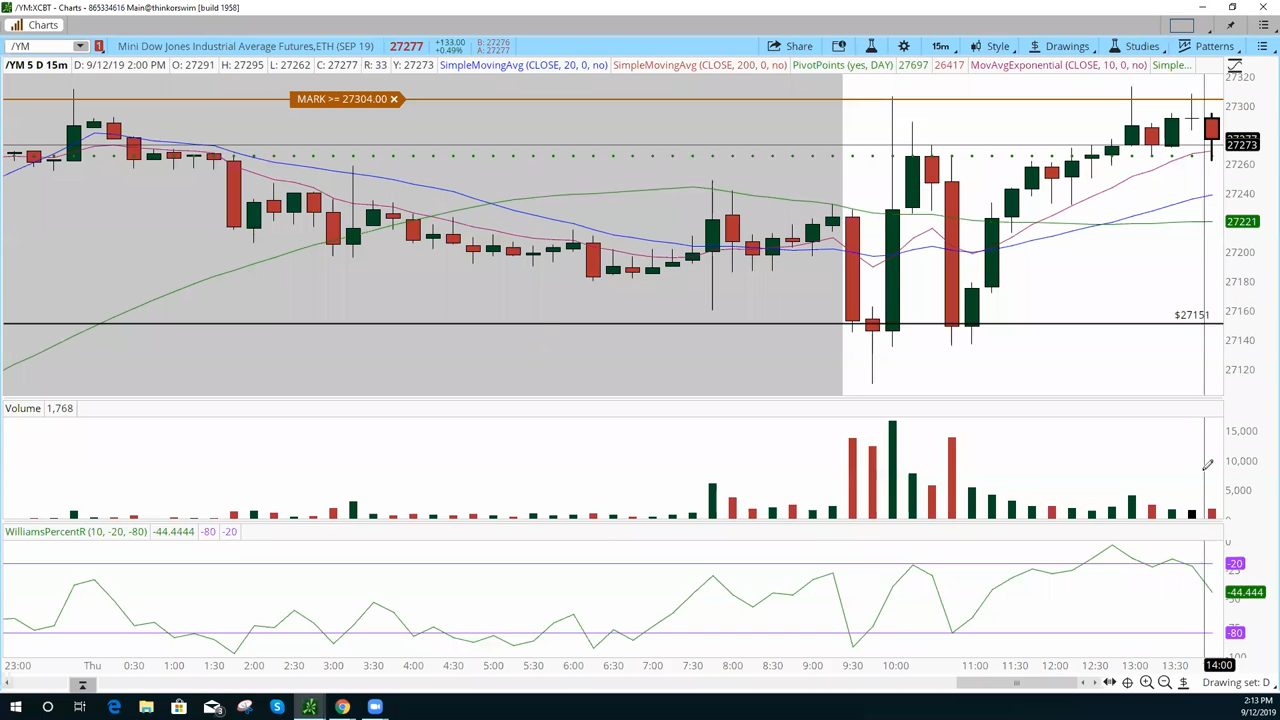 /YM:XCBT - Charts - 865334616 Main@thinkorswim [build 1958]
Charts
/YM 1 Mini Dow Jones Industrial Average Futures,ETH (SEP 19) 27277 +133.00 0.49% B: 27276 A: 27277 Share 15m Style Drawings Studies Patterns
/YM 5 D 15m D: 9/12/19 2:00 PM O: 27291 H: 27295 L: 27262 C: 27277 R: 33 Y: 27273 SimpleMovingAvg (CLOSE, 20, 0, no) SimpleMovingAvg (CLOSE, 200, 0, no) PivotPoints (yes, DAY) 27697 26417 MovAvgExponential (CLOSE, 10, 0, no) Simple...
27320
MARK >= 27304.00 ×
27300
27273
27260
27240
27221
27200
27180
27160
$27151
27140
27120
Volume 1,768
15,000
10,000
5,000
WilliamsPercentR (10, -20, -80) -44.4444 -80 -20
0
-20
-44.444
-80
-100
23:00 Thu 0:30 1:00 1:30 2:00 2:30 3:00 3:30 4:00 4:30 5:00 5:30 6:00 6:30 7:00 7:30 8:00 8:30 9:00 9:30 10:00 11:00 11:30 12:00 12:30 13:00 13:30 14:00
$ Drawing set: D
2:13 PM
9/12/2019